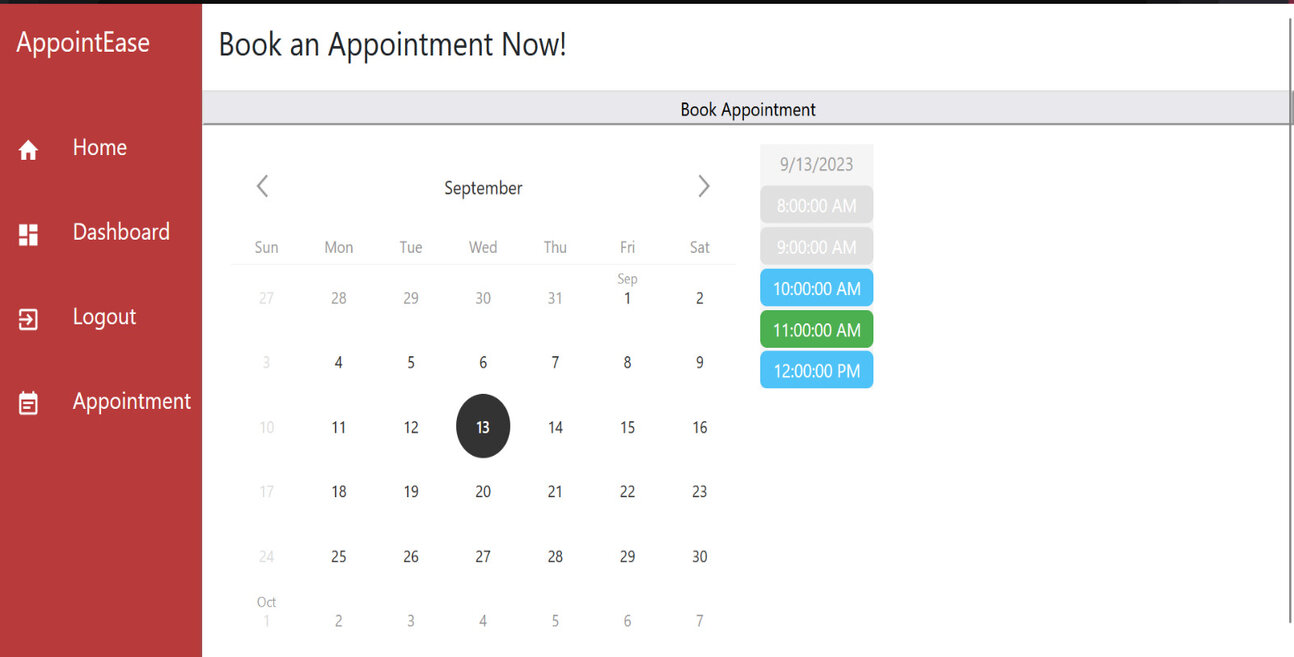 AppointEase
Home
Dashboard
Logout
Appointment
Book an Appointment Now!
Book Appointment
September
Sun Mon Tue Wed Thu Fri Sat
Sep
27 28 29 30 31 1 2
3 4 5 6 7 8 9
10 11 12 13 14 15 16
17 18 19 20 21 22 23
24 25 26 27 28 29 30
Oct
1 2 3 4 5 6 7
9/13/2023
8:00:00 AM
9:00:00 AM
10:00:00 AM
11:00:00 AM
12:00:00 PM